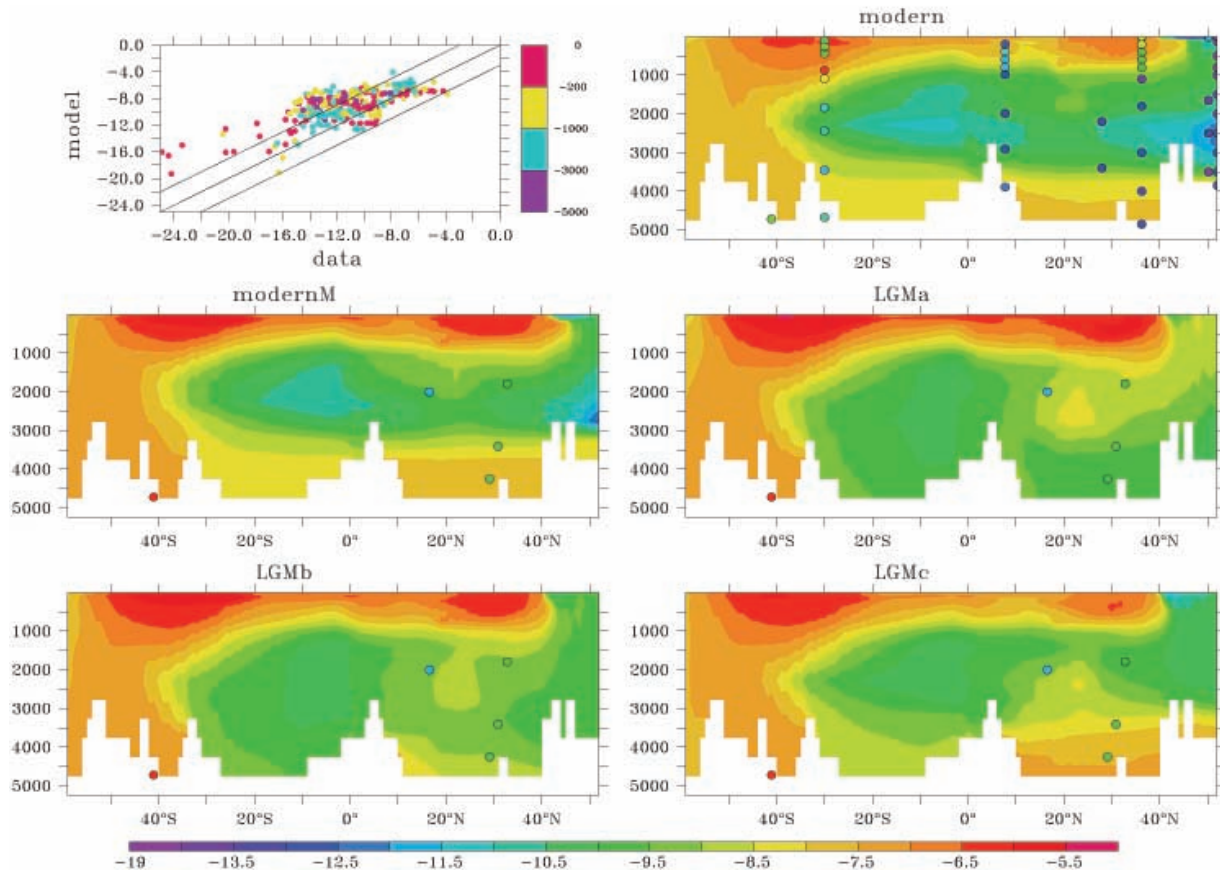 modern
0.0
-4.0
-8.0
-12.0
-16.0
-20.0
-24.0
model
-24.0 -20.0 -16.0 -12.0 -8.0 -4.0 0.0
data
0
-200
-1000
-3000
-5000
1000
2000
3000
4000
5000
40°S 20°S 0° 20°N 40°N
modernM
1000
2000
3000
4000
5000
40°S 20°S 0° 20°N 40°N
LGMa
1000
2000
3000
4000
5000
40°S 20°S 0° 20°N 40°N
LGMb
1000
2000
3000
4000
5000
40°S 20°S 0° 20°N 40°N
LGMc
1000
2000
3000
4000
5000
40°S 20°S 0° 20°N 40°N
-19 -13.5 -12.5 -11.5 -10.5 -9.5 -8.5 -7.5 -6.5 -5.5